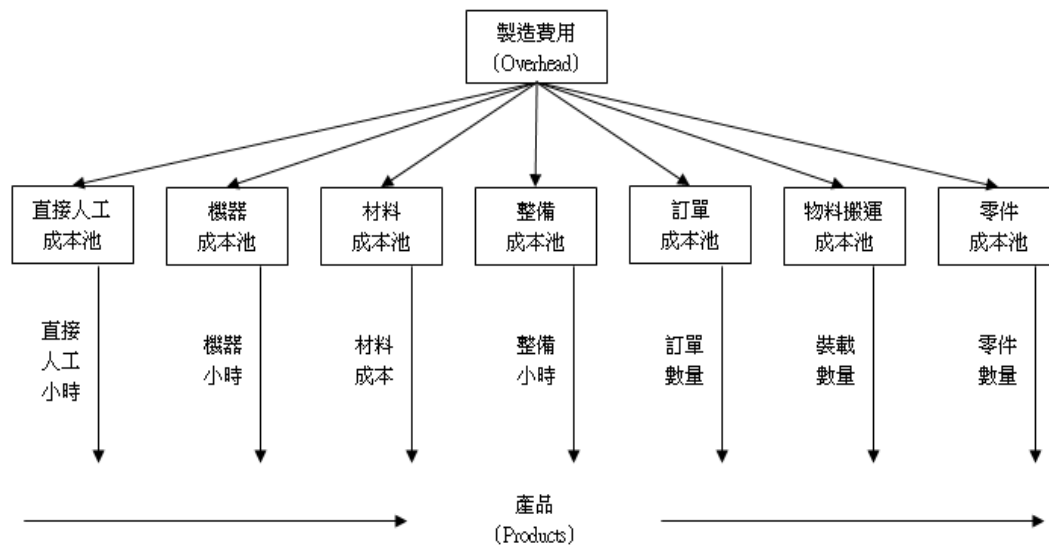 製造費用
(Overhead)
直接人工
成本池
機器
成本池
材料
成本池
整備
成本池
訂單
成本池
物料搬運
成本池
零件
成本池
直接
人工
小時
機器
小時
材料
成本
整備
小時
訂單
數量
裝載
數量
零件
數量
產品
(Products)